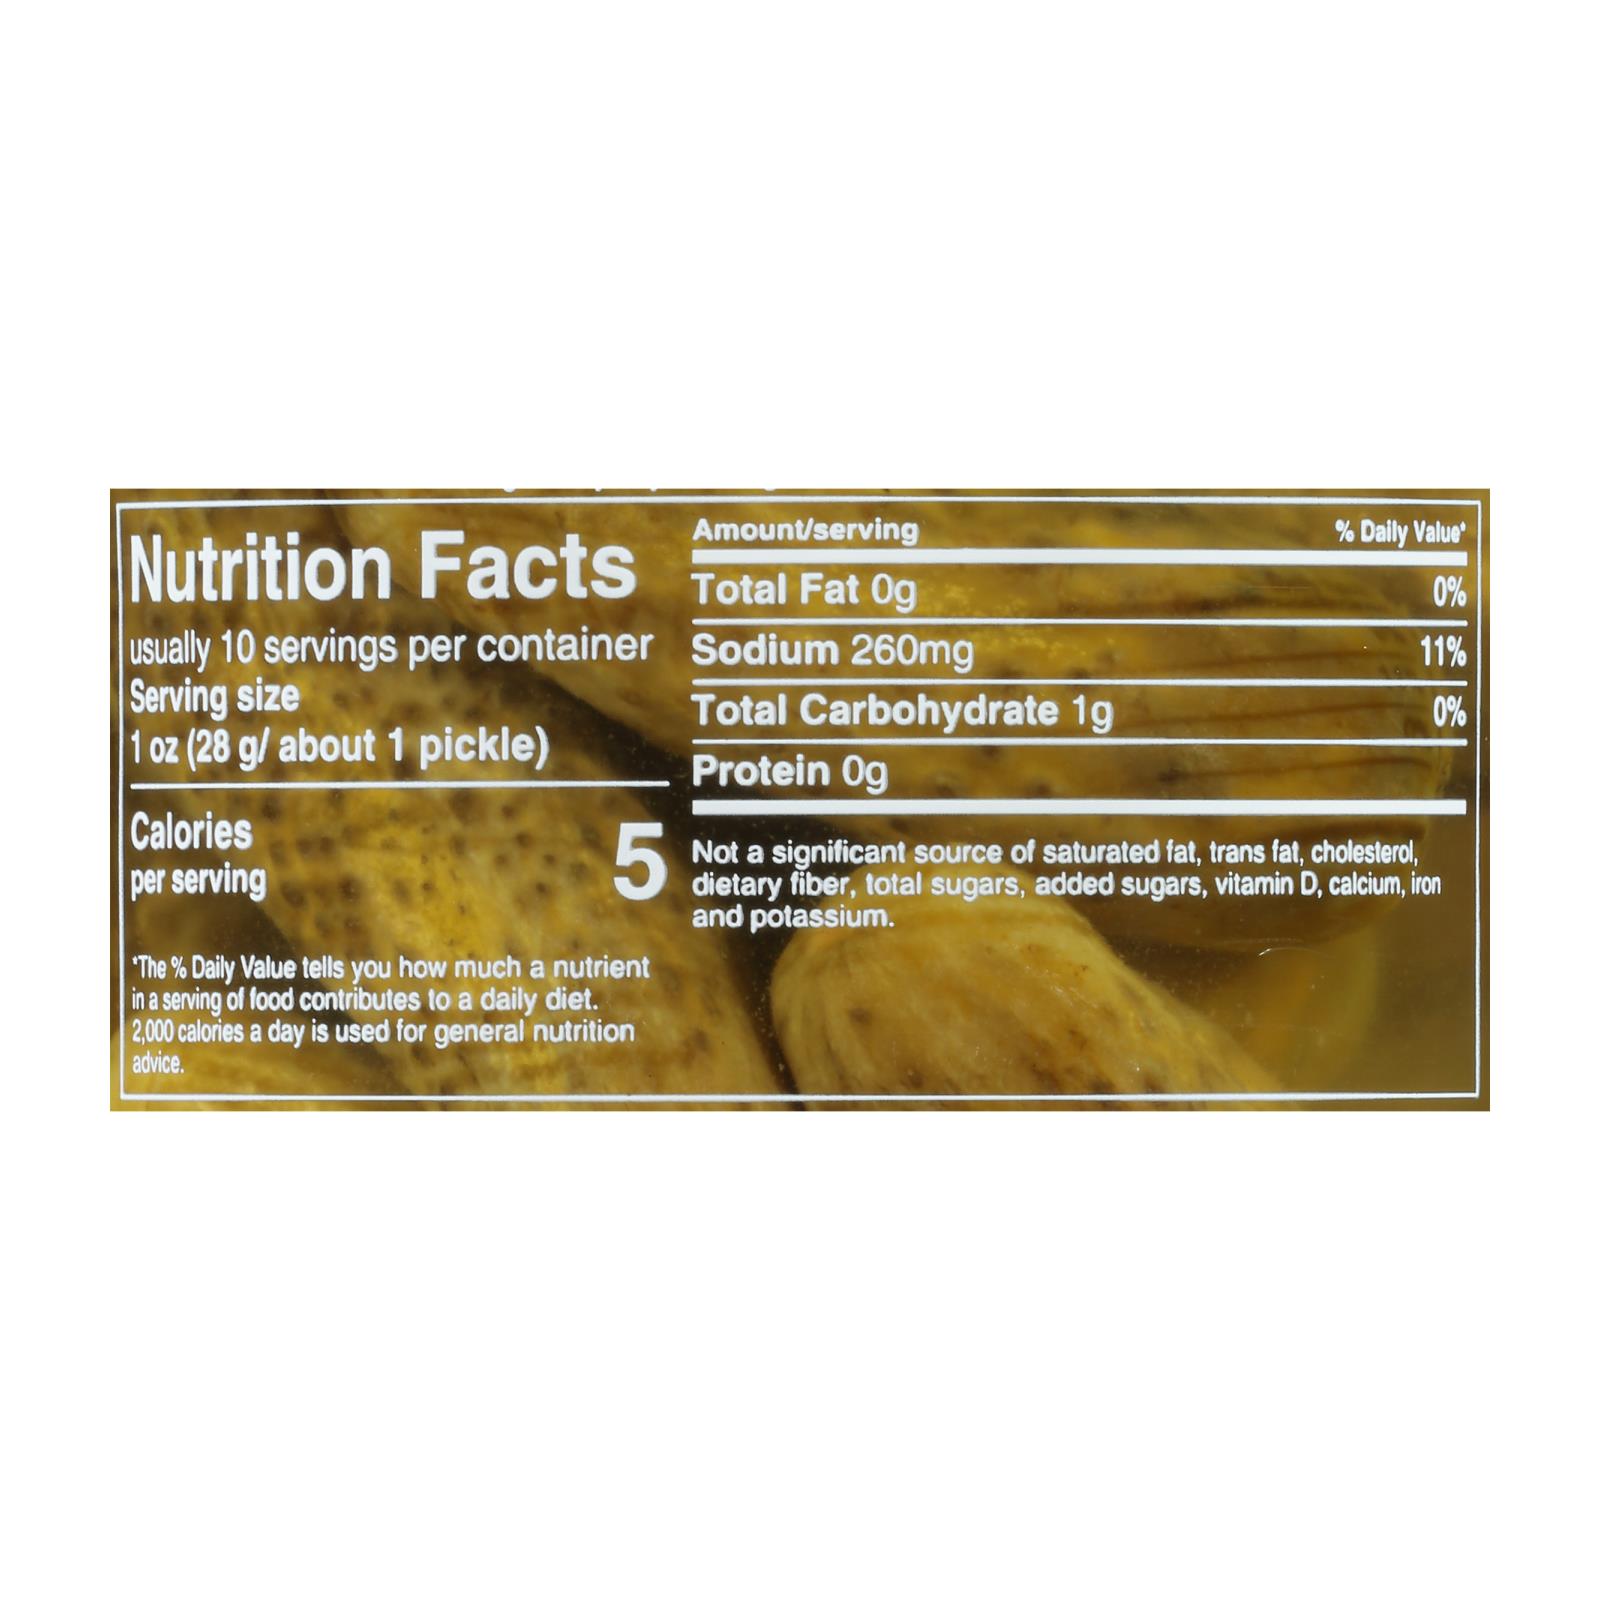 Nutrition Facts
usually 10 servings per container
Serving size
1 oz (28 g/ about 1 pickle)
Calories
per serving
5
*The % Daily Value tells you how much a nutrient
in a serving of food contributes to a daily diet.
2,000 calories a day is used for general nutrition
advice.
Amount/serving % Daily Value*
Total Fat 0g 0%
Sodium 260mg 11%
Total Carbohydrate 1g 0%
Protein 0g
Not a significant source of saturated fat, trans fat, cholesterol,
dietary fiber, total sugars, added sugars, vitamin D, calcium, iron
and potassium.